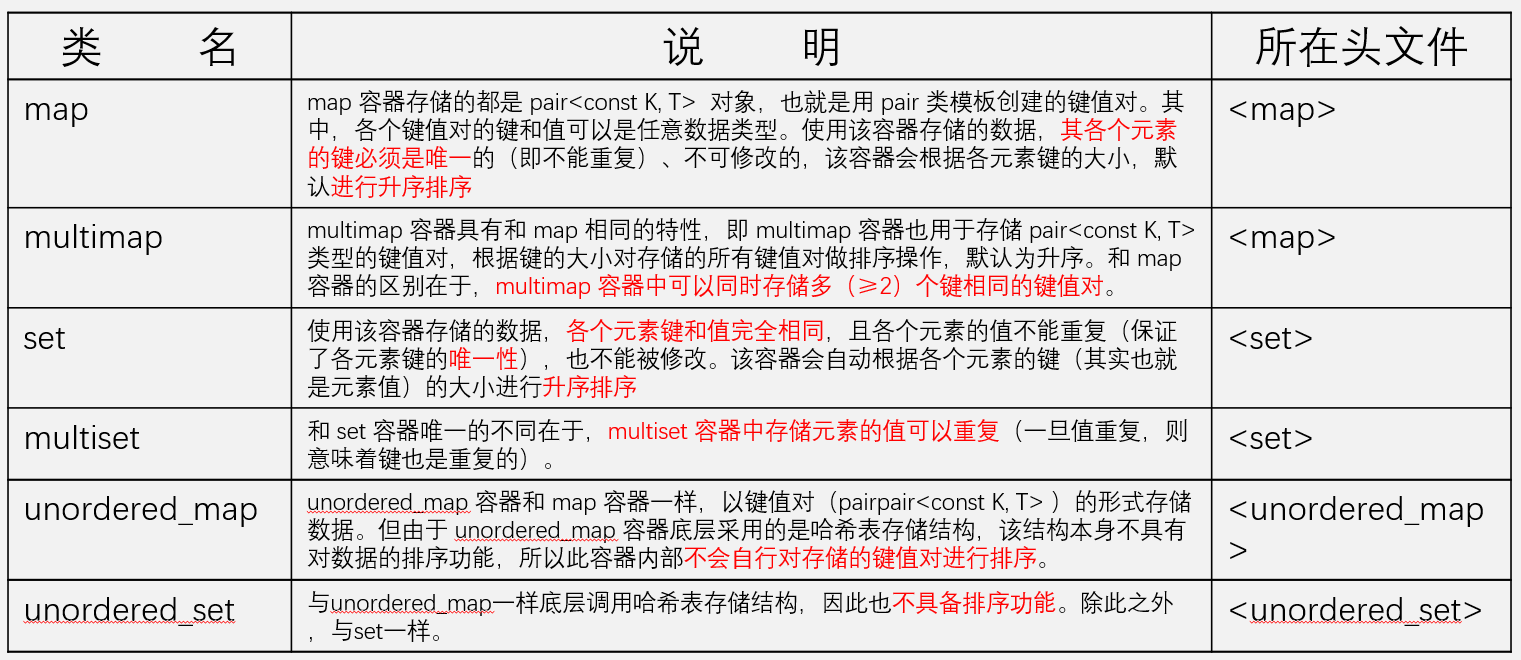 类 名
说 明
所在头文件
map
map 容器存储的都是 pair<const K, T> 对象，也就是用 pair 类模板创建的键值对。其
中，各个键值对的键和值可以是任意数据类型。使用该容器存储的数据，其各个元素
的键必须是唯一的（即不能重复）、不可修改的，该容器会根据各元素键的大小，默
认进行升序排序
<map>
multimap
multimap 容器具有和 map 相同的特性，即 multimap 容器也用于存储 pair<const K, T>
类型的键值对，根据键的大小对存储的所有键值对做排序操作，默认为升序。和 map
容器的区别在于，multimap 容器中可以同时存储多（≥2）个键相同的键值对。
<map>
set
使用该容器存储的数据，各个元素键和值完全相同，且各个元素的值不能重复（保证
了各元素键的唯一性），也不能被修改。该容器会自动根据各个元素的键（其实也就
是元素值）的大小进行升序排序
<set>
multiset
和 set 容器唯一的不同在于，multiset 容器中存储元素的值可以重复（一旦值重复，则
意味着键也是重复的）。
<set>
unordered_map
unordered_map 容器和 map 容器一样，以键值对（pairpair<const K, T> ）的形式存储
数据。但由于 unordered_map 容器底层采用的是哈希表存储结构，该结构本身不具有
对数据的排序功能，所以此容器内部不会自行对存储的键值对进行排序。
<unordered_map
>
unordered_set
与unordered_map一样底层调用哈希表存储结构，因此也不具备排序功能。除此之外
，与set一样。
<unordered_set>